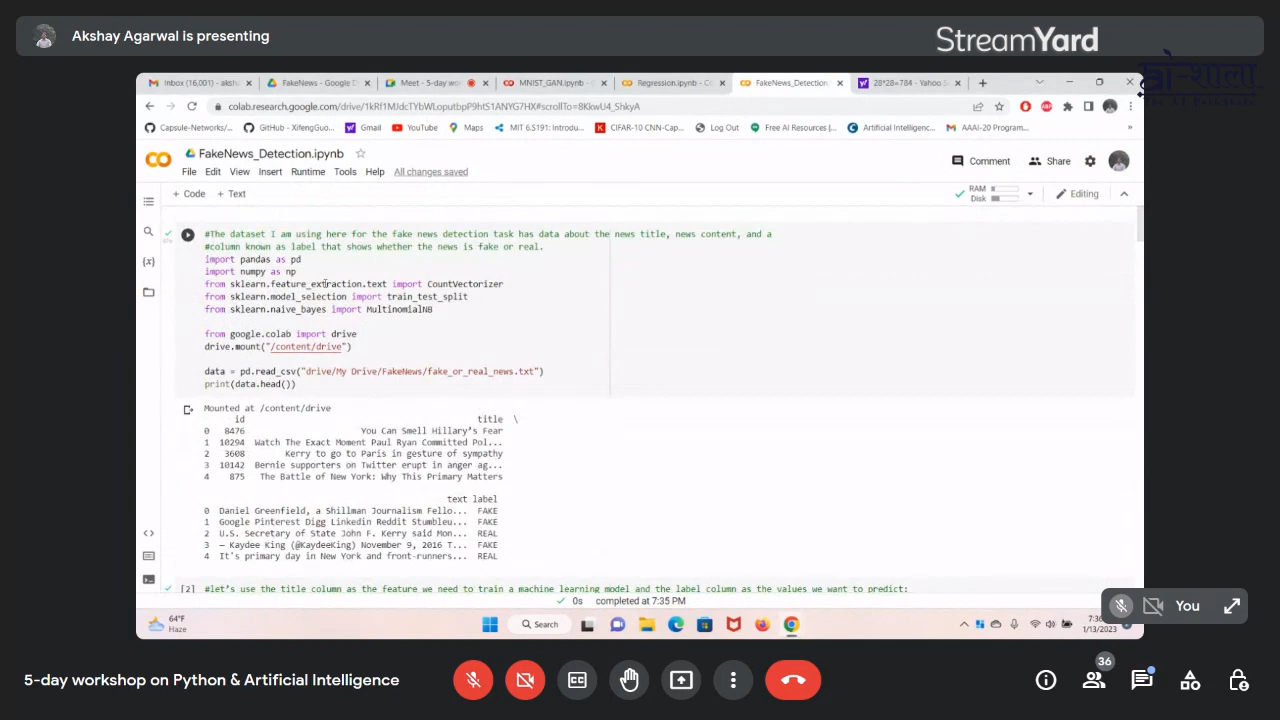 Akshay Agarwal is presenting
StreamYard
ai-शाला
Inbox (16,001) - aksh
FakeNews - Google D
Meet - 5-day wo
MNIST_GAN.ipynb - C
Regression.ipynb - C
FakeNews_Detection.
28*28=784 - Yahoo S
colab.research.google.com/drive/1kRf1MJdcTYbWLoputbpP9htS1ANYG7HX#scrollTo=8KkwU4_ShkyA
Capsule-Networks/...
GitHub - XifengGuo...
Gmail
YouTube
Maps
MIT 6.S191: Introdu...
CIFAR-10 CNN-Cap...
Log Out
Free AI Resources |...
Artificial Intelligenc...
AAAI-20 Program...
»
FakeNews_Detection.ipynb
File Edit View Insert Runtime Tools Help All changes saved
Comment
Share
+ Code + Text
RAM
Disk
Editing
#The dataset I am using here for the fake news detection task has data about the news title, news content, and a
#column known as label that shows whether the news is fake or real.
import pandas as pd
import numpy as np
from sklearn.feature_extraction.text import CountVectorizer
from sklearn.model_selection import train_test_split
from sklearn.naive_bayes import MultinomialNB
from google.colab import drive
drive.mount("/content/drive")
data = pd.read_csv("drive/My Drive/FakeNews/fake_or_real_news.txt")
print(data.head())
Mounted at /content/drive
id title \
0 8476 You Can Smell Hillary's Fear
1 10294 Watch The Exact Moment Paul Ryan Committed Pol...
2 3608 Kerry to go to Paris in gesture of sympathy
3 10142 Bernie supporters on Twitter erupt in anger ag...
4 875 The Battle of New York: Why This Primary Matters
text label
0 Daniel Greenfield, a Shillman Journalism Fello... FAKE
1 Google Pinterest Digg Linkedin Reddit Stumbleu... FAKE
2 U.S. Secretary of State John F. Kerry said Mon... REAL
3 — Kaydee King (@KaydeeKing) November 9, 2016 T... FAKE
4 It's primary day in New York and front-runners... REAL
[2] #let's use the title column as the feature we need to train a machine learning model and the label column as the values we want to predict:
0s completed at 7:35 PM
You
64°F
Haze
Search
7:36
1/13/2023
5-day workshop on Python & Artificial Intelligence
36